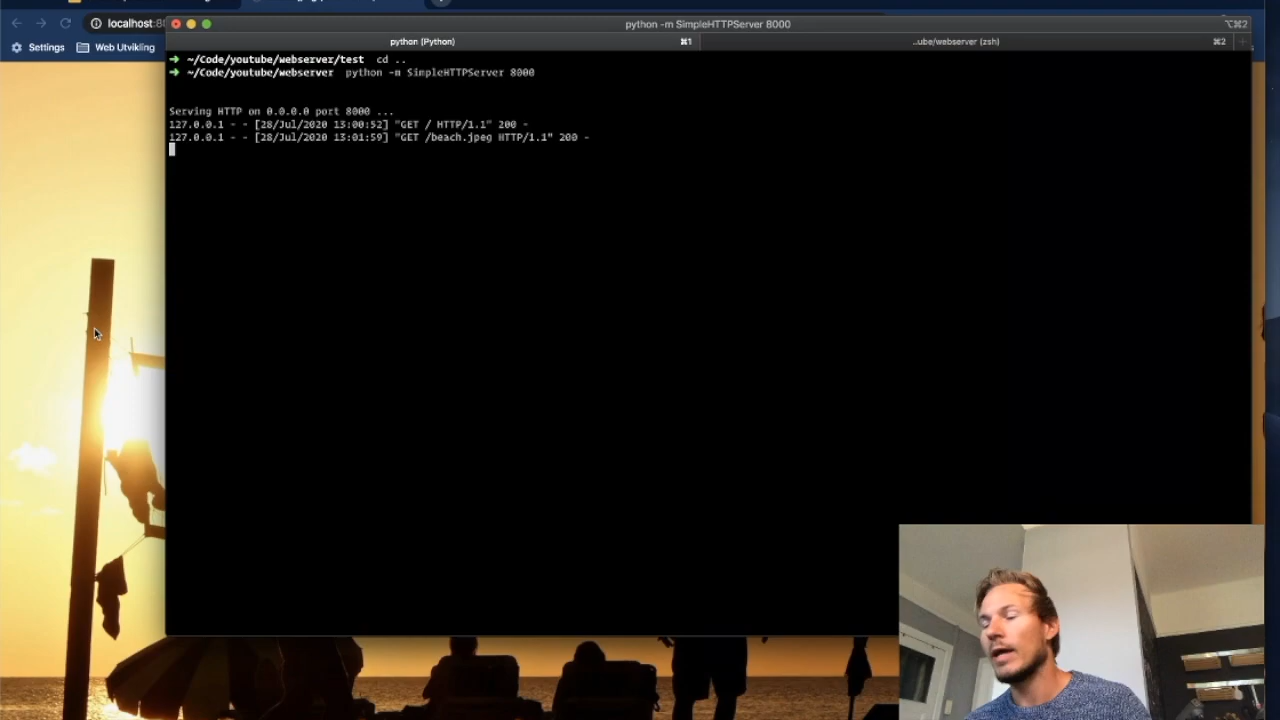 localhost:8
Settings
Web Utvikling
python -m SimpleHTTPServer 8000
⌥⌘2
python (Python)
⌘1
..ube/webserver (zsh)
⌘2
➜ ~/Code/youtube/webserver/test cd ..
➜ ~/Code/youtube/webserver python -m SimpleHTTPServer 8000
Serving HTTP on 0.0.0.0 port 8000 ...
127.0.0.1 - - [28/Jul/2020 13:00:52] "GET / HTTP/1.1" 200 -
127.0.0.1 - - [28/Jul/2020 13:01:59] "GET /beach.jpeg HTTP/1.1" 200 -